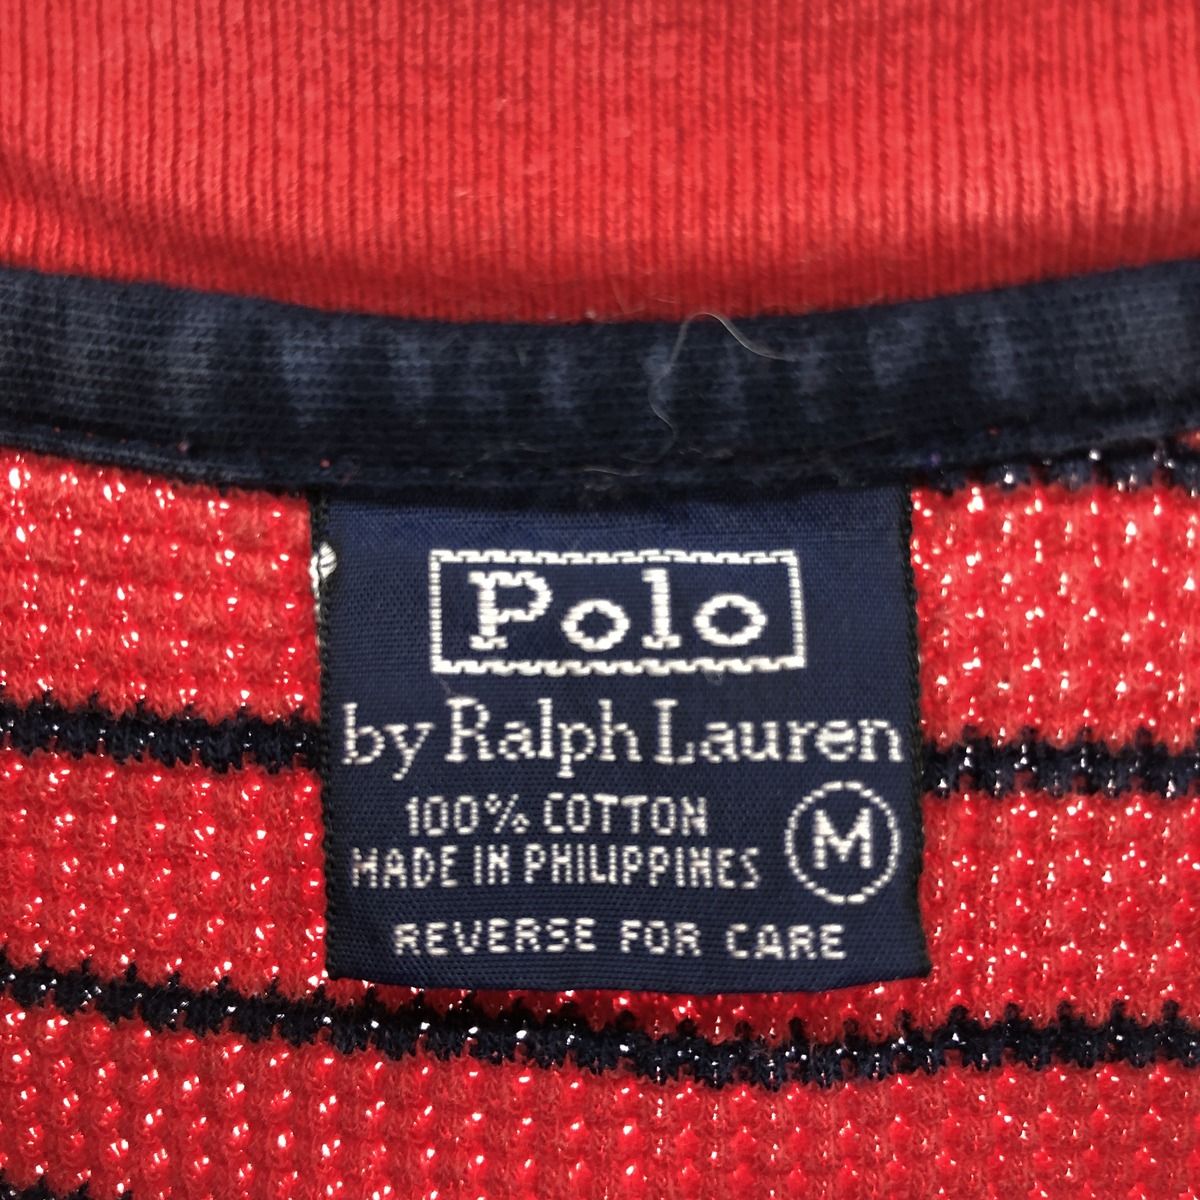 Polo
by Ralph Lauren
100% COTTON
MADE IN PHILIPPINES
M
REVERSE FOR CARE